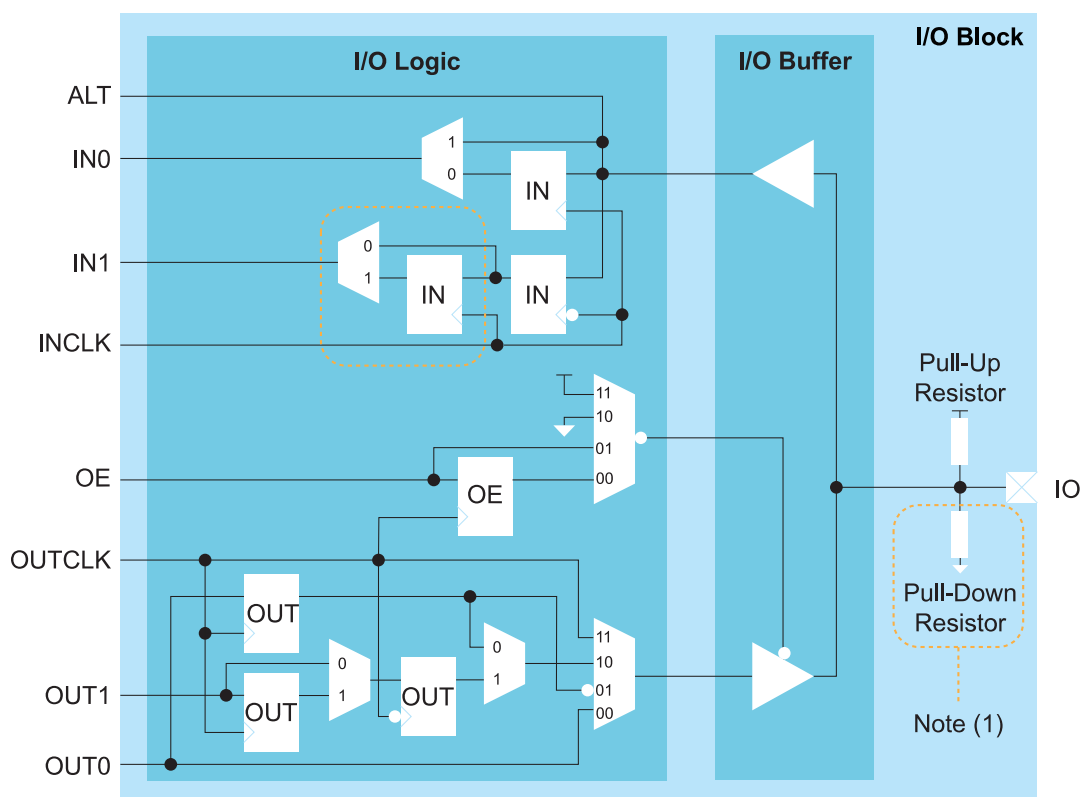 I/O Block
I/O Logic
I/O Buffer
ALT
1
IN0
0
IN
0
IN1
1
IN
IN
INCLK
Pull-Up
Resistor
11
10
01
OE
00
OE
IO
OUTCLK
Pull-Down
Resistor
OUT
11
0
0
10
1
01
OUT1
1
OUT
00
OUT
Note (1)
OUT0